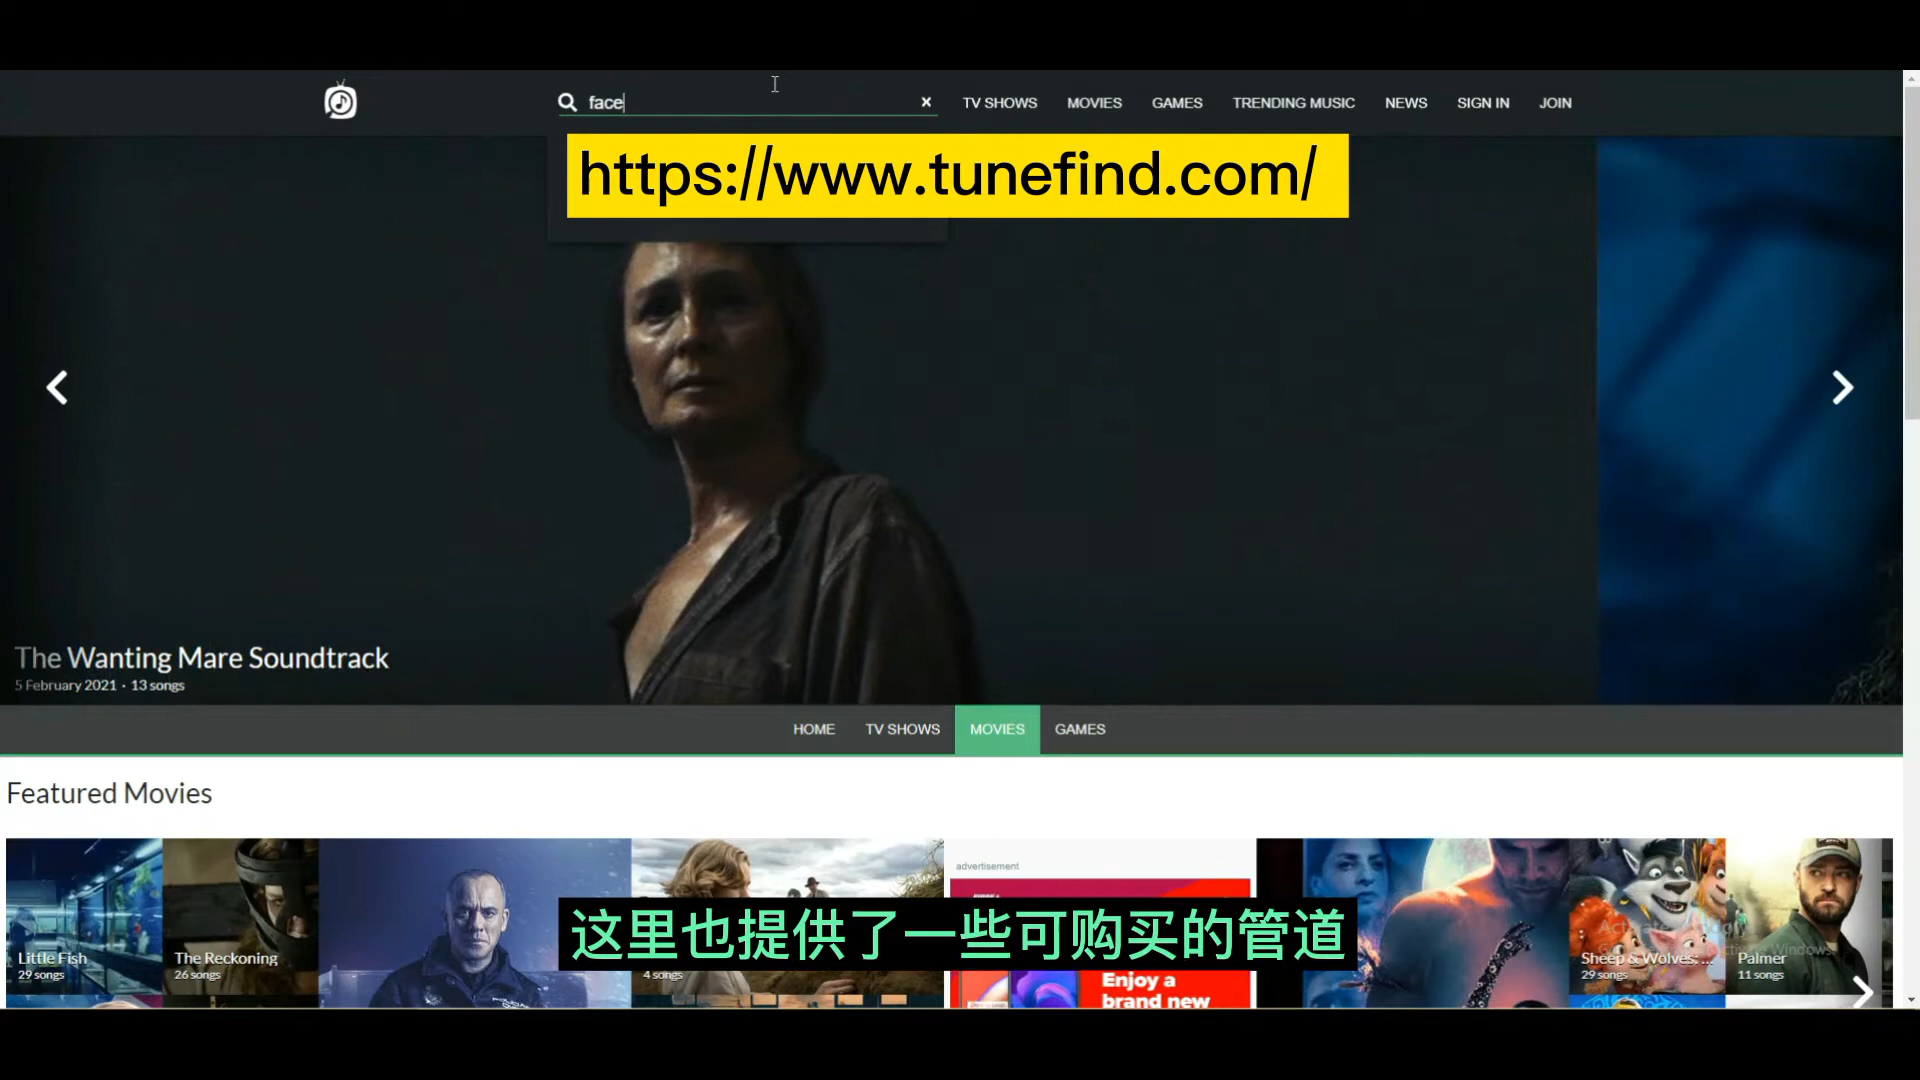 face
TV SHOWS
MOVIES
GAMES
TRENDING MUSIC
NEWS
SIGN IN
JOIN
https://www.tunefind.com/
The Wanting Mare Soundtrack
5 February 2021 · 13 songs
HOME
TV SHOWS
MOVIES
GAMES
Featured Movies
advertisement
这里也提供了一些可购买的管道
Little Fish
29 songs
The Reckoning
26 songs
4 songs
Enjoy a
brand new
Sheep & Wolves: ...
29 songs
Palmer
11 songs